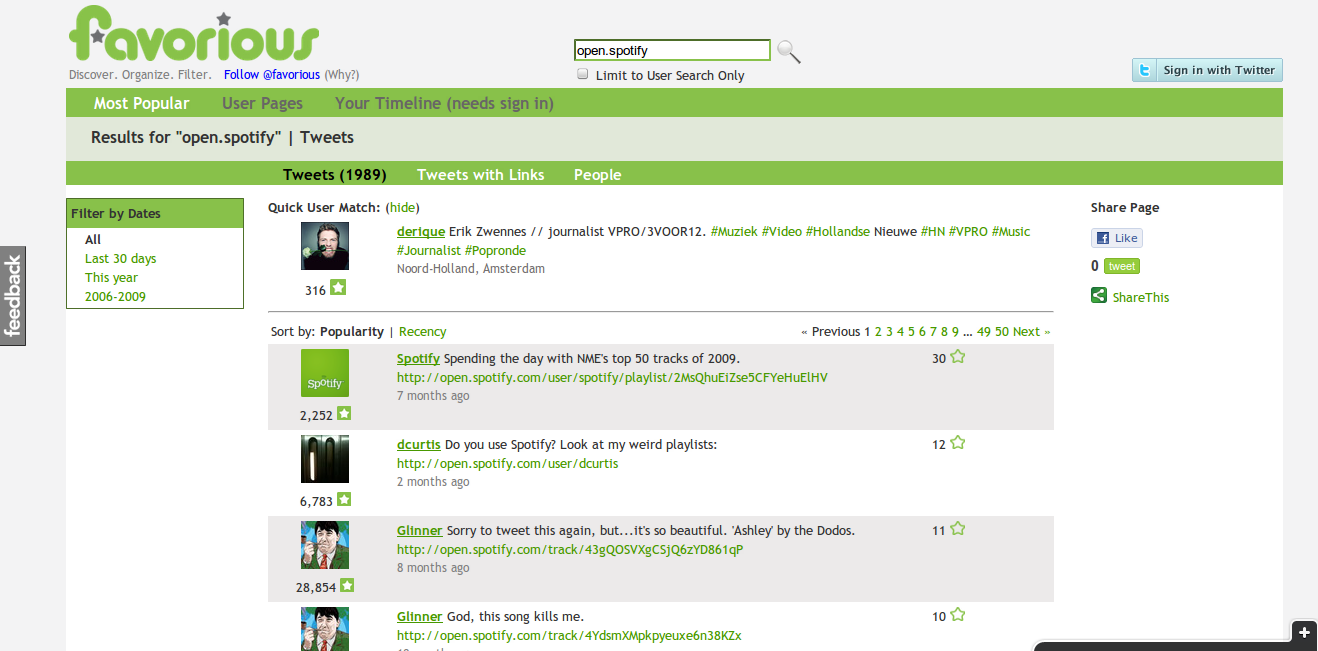 favorious
Discover. Organize. Filter. Follow @favorious (Why?)
open.spotify
Limit to User Search Only
Sign in with Twitter
Most Popular User Pages Your Timeline (needs sign in)
Results for "open.spotify" | Tweets
Tweets (1989) Tweets with Links People
feedback
Filter by Dates
All
Last 30 days
This year
2006-2009
Quick User Match: (hide)
derique Erik Zwennes // journalist VPRO/3VOOR12. #Muziek #Video #Hollandse Nieuwe #HN #VPRO #Music
#Journalist #Popronde
Noord-Holland, Amsterdam
316
Sort by: Popularity | Recency
« Previous 1 2 3 4 5 6 7 8 9 … 49 50 Next »
Spotify
Spotify Spending the day with NME's top 50 tracks of 2009.
http://open.spotify.com/user/spotify/playlist/2MsQhuEiZse5CFYeHuElHV
7 months ago
30
2,252
dcurtis Do you use Spotify? Look at my weird playlists:
http://open.spotify.com/user/dcurtis
2 months ago
12
6,783
Glinner Sorry to tweet this again, but...it's so beautiful. 'Ashley' by the Dodos.
http://open.spotify.com/track/43gQOSVXgCSjQ6zYD861qP
8 months ago
11
28,854
Glinner God, this song kills me.
http://open.spotify.com/track/4YdsmXMpkpyeuxe6n38KZx
10
Share Page
Like
0 tweet
ShareThis